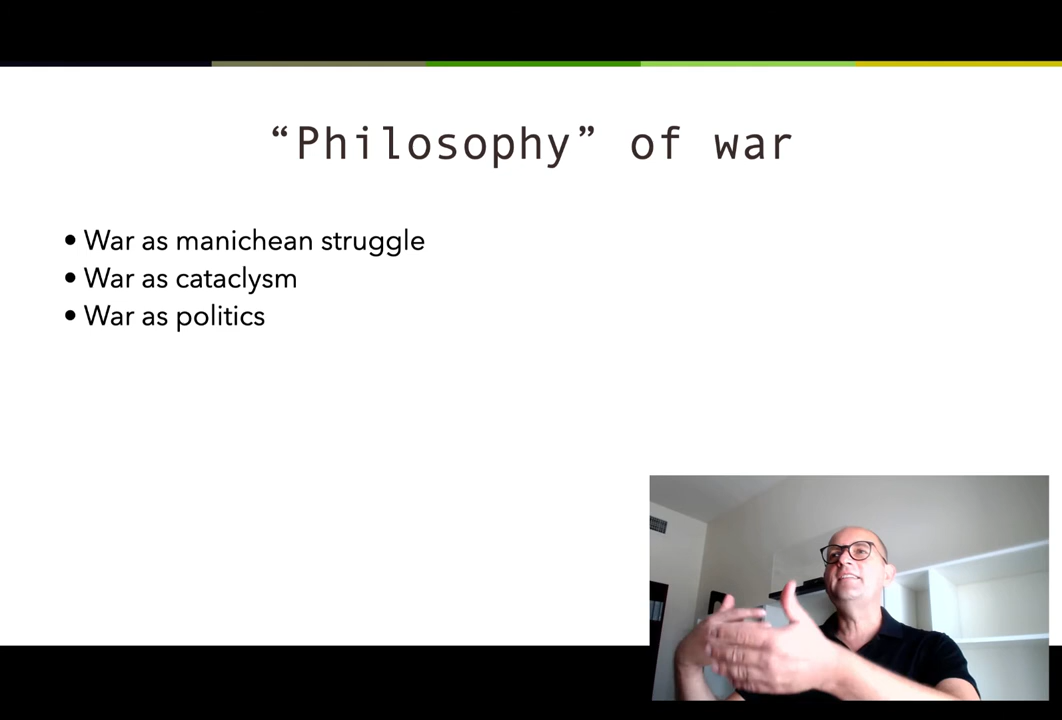 “Philosophy” of war
• War as manichean struggle
• War as cataclysm
• War as politics